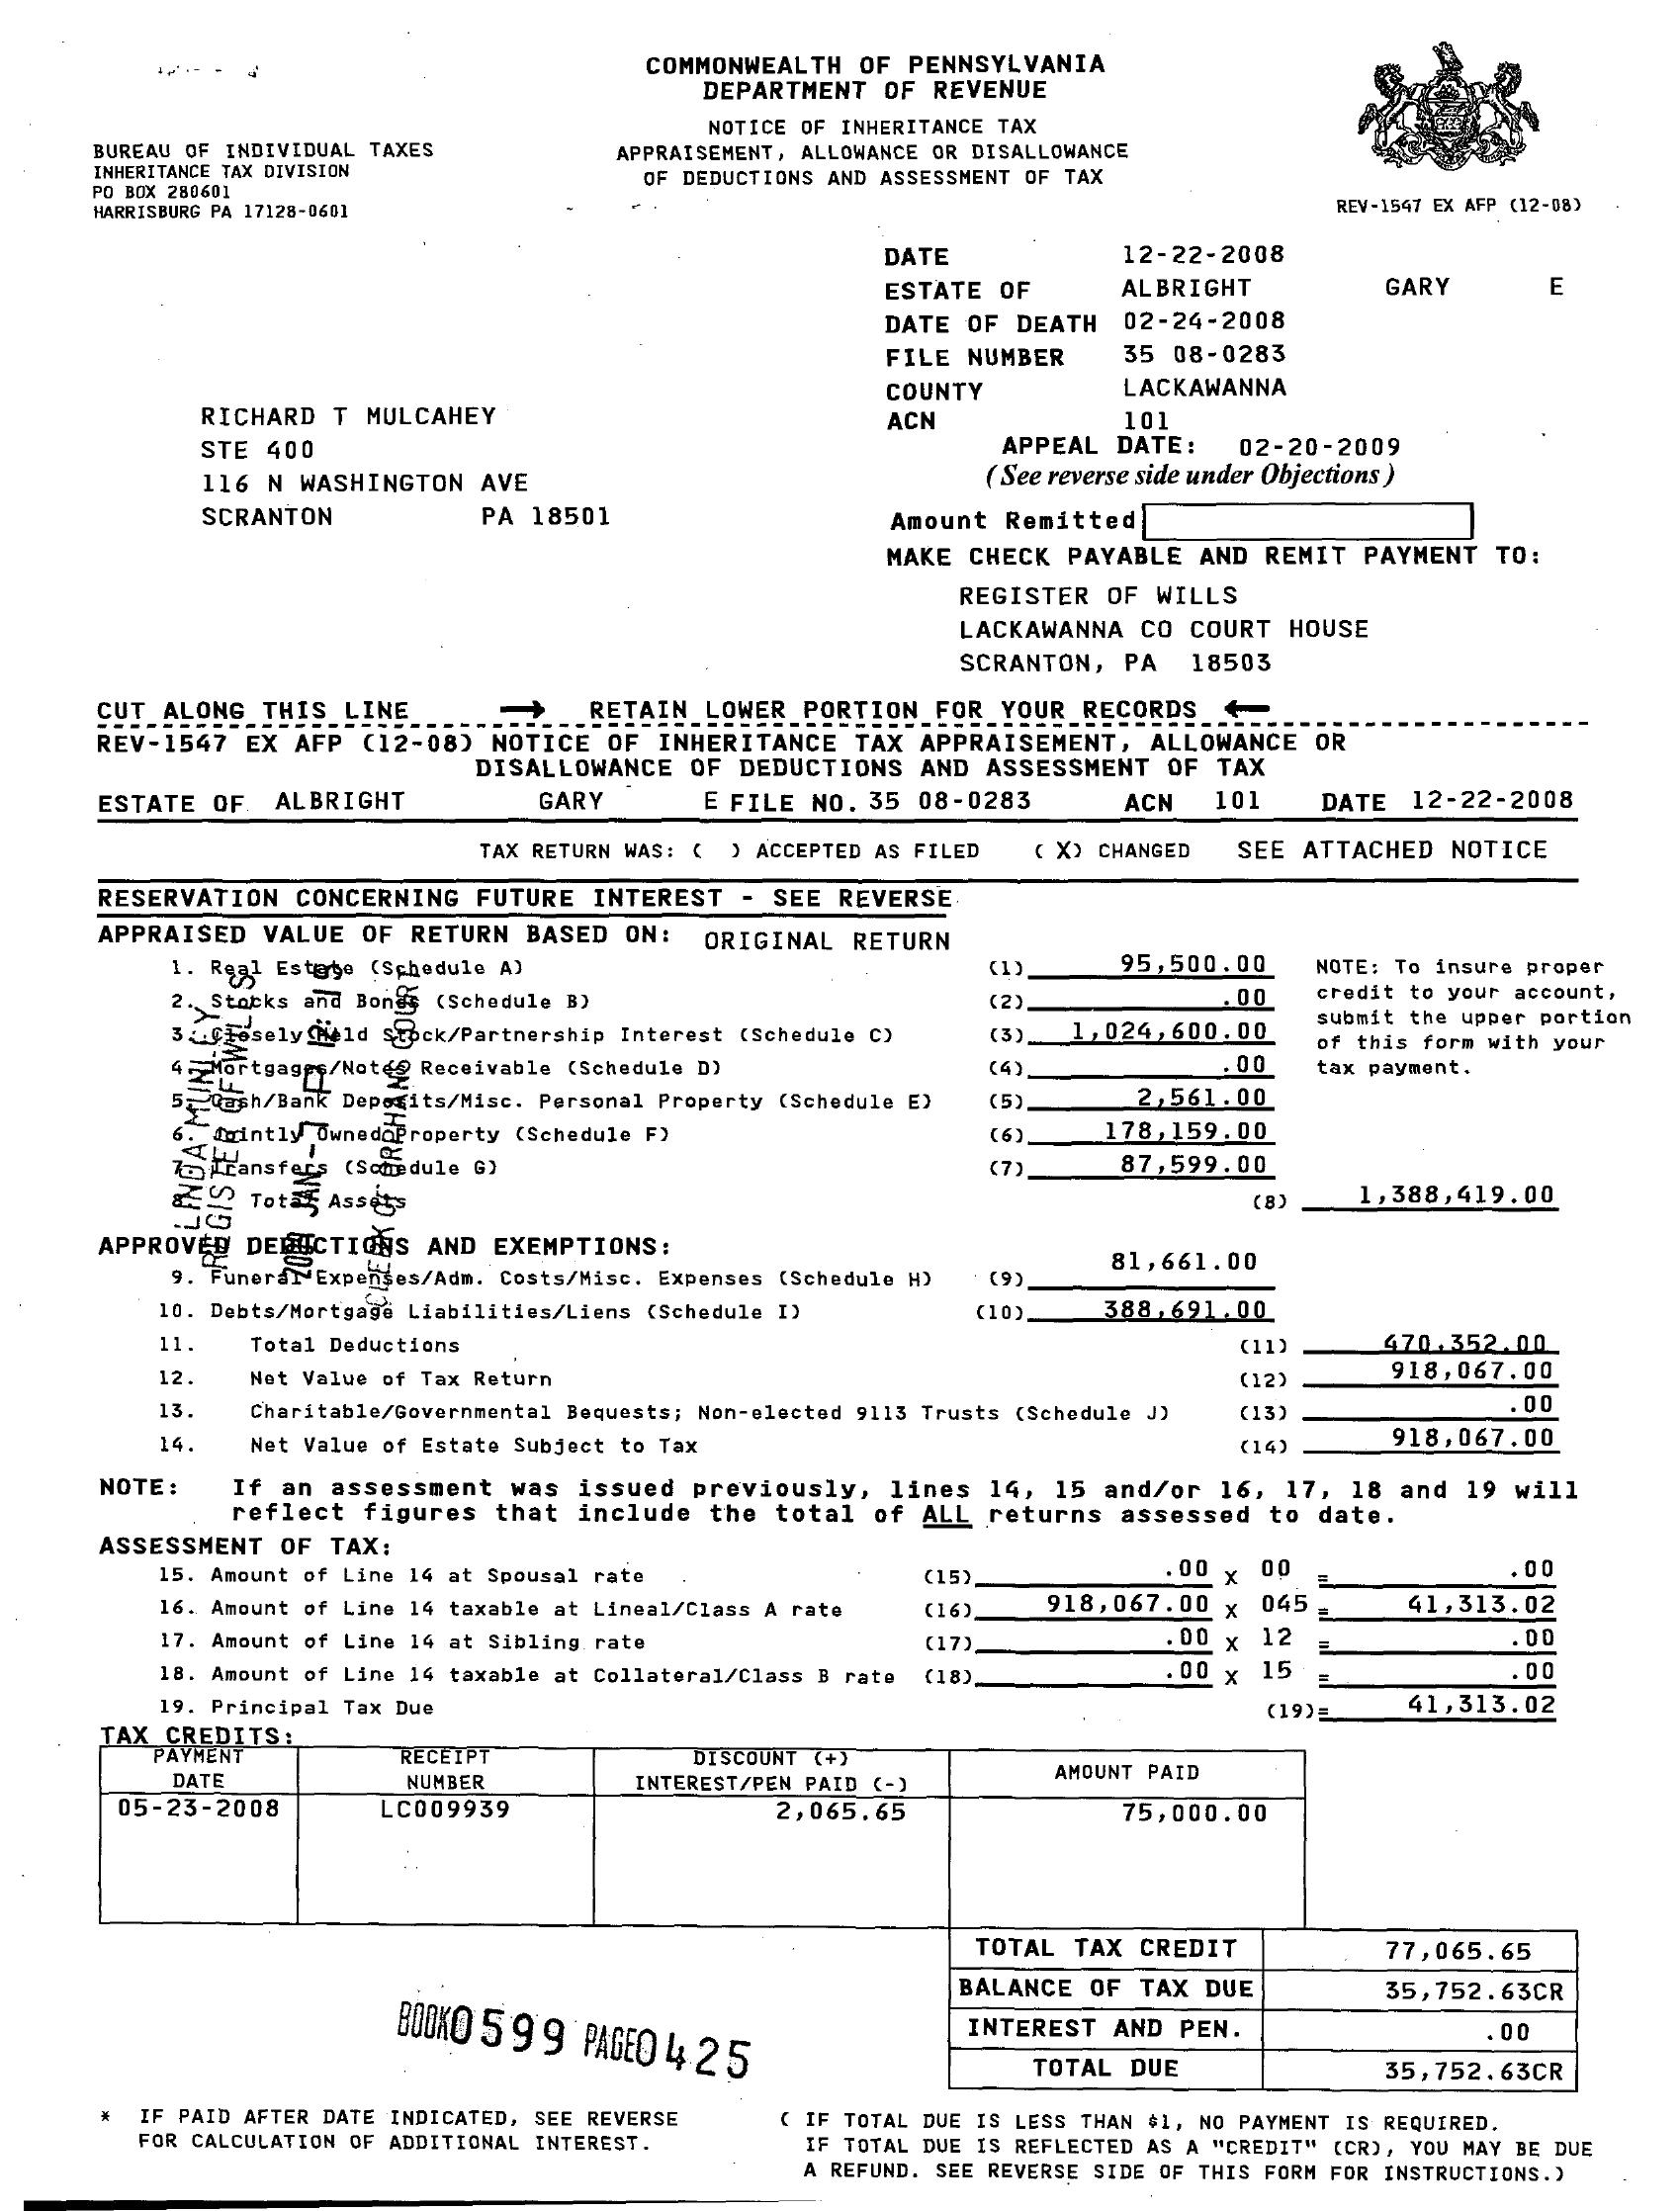 COMMONWEALTH OF PENNSYLVANIA
DEPARTMENT OF REVENUE
NOTICE OF INHERITANCE TAX
APPRAISEMENT, ALLOWANCE OR DISALLOWANCE
OF DEDUCTIONS AND ASSESSMENT OF TAX
BUREAU OF INDIVIDUAL TAXES
INHERITANCE TAX DIVISION
PO BOX 280601
HARRISBURG PA 17128-0601
REV-1547 EX AFP (12-08)
DATE 12-22-2008
ESTATE OF ALBRIGHT GARY E
DATE OF DEATH 02-24-2008
FILE NUMBER 35 08-0283
COUNTY LACKAWANNA
ACN 101
APPEAL DATE: 02-20-2009
(See reverse side under Objections)
RICHARD T MULCAHEY
STE 400
116 N WASHINGTON AVE
SCRANTON PA 18501
Amount Remitted
MAKE CHECK PAYABLE AND REMIT PAYMENT TO:
REGISTER OF WILLS
LACKAWANNA CO COURT HOUSE
SCRANTON, PA 18503
CUT ALONG THIS LINE → RETAIN LOWER PORTION FOR YOUR RECORDS ←
REV-1547 EX AFP (12-08) NOTICE OF INHERITANCE TAX APPRAISEMENT, ALLOWANCE OR
DISALLOWANCE OF DEDUCTIONS AND ASSESSMENT OF TAX
ESTATE OF ALBRIGHT GARY E FILE NO. 35 08-0283 ACN 101 DATE 12-22-2008
TAX RETURN WAS: ( ) ACCEPTED AS FILED ( X) CHANGED SEE ATTACHED NOTICE
RESERVATION CONCERNING FUTURE INTEREST - SEE REVERSE
APPRAISED VALUE OF RETURN BASED ON: ORIGINAL RETURN
1. Real Estate (Schedule A) (1) 95,500.00
2. Stocks and Bonds (Schedule B) (2) .00
3. Closely Held Stock/Partnership Interest (Schedule C) (3) 1,024,600.00
4. Mortgages/Notes Receivable (Schedule D) (4) .00
5. Cash/Bank Deposits/Misc. Personal Property (Schedule E) (5) 2,561.00
6. Jointly Owned Property (Schedule F) (6) 178,159.00
7. Transfers (Schedule G) (7) 87,599.00
8. Total Assets (8) 1,388,419.00
NOTE: To insure proper
credit to your account,
submit the upper portion
of this form with your
tax payment.
LINDA MUNLEY
REGISTER OF WILLS
CLERK OF ORPHANS COURT
APPROVED DEDUCTIONS AND EXEMPTIONS:
9. Funeral Expenses/Adm. Costs/Misc. Expenses (Schedule H) (9) 81,661.00
10. Debts/Mortgage Liabilities/Liens (Schedule I) (10) 388,691.00
11. Total Deductions (11) 470,352.00
12. Net Value of Tax Return (12) 918,067.00
13. Charitable/Governmental Bequests; Non-elected 9113 Trusts (Schedule J) (13) .00
14. Net Value of Estate Subject to Tax (14) 918,067.00
NOTE: If an assessment was issued previously, lines 14, 15 and/or 16, 17, 18 and 19 will
reflect figures that include the total of ALL returns assessed to date.
ASSESSMENT OF TAX:
15. Amount of Line 14 at Spousal rate (15) .00 X 00 = .00
16. Amount of Line 14 taxable at Lineal/Class A rate (16) 918,067.00 X 045 = 41,313.02
17. Amount of Line 14 at Sibling rate (17) .00 X 12 = .00
18. Amount of Line 14 taxable at Collateral/Class B rate (18) .00 X 15 = .00
19. Principal Tax Due (19)= 41,313.02
TAX CREDITS:
PAYMENT DATE RECEIPT NUMBER DISCOUNT (+) INTEREST/PEN PAID (-) AMOUNT PAID
05-23-2008 LC009939 2,065.65 75,000.00
TOTAL TAX CREDIT 77,065.65
BALANCE OF TAX DUE 35,752.63CR
INTEREST AND PEN. .00
TOTAL DUE 35,752.63CR
BOOK 0599 PAGE 0425
* IF PAID AFTER DATE INDICATED, SEE REVERSE
FOR CALCULATION OF ADDITIONAL INTEREST.
( IF TOTAL DUE IS LESS THAN $1, NO PAYMENT IS REQUIRED.
IF TOTAL DUE IS REFLECTED AS A "CREDIT" (CR), YOU MAY BE DUE
A REFUND. SEE REVERSE SIDE OF THIS FORM FOR INSTRUCTIONS.)